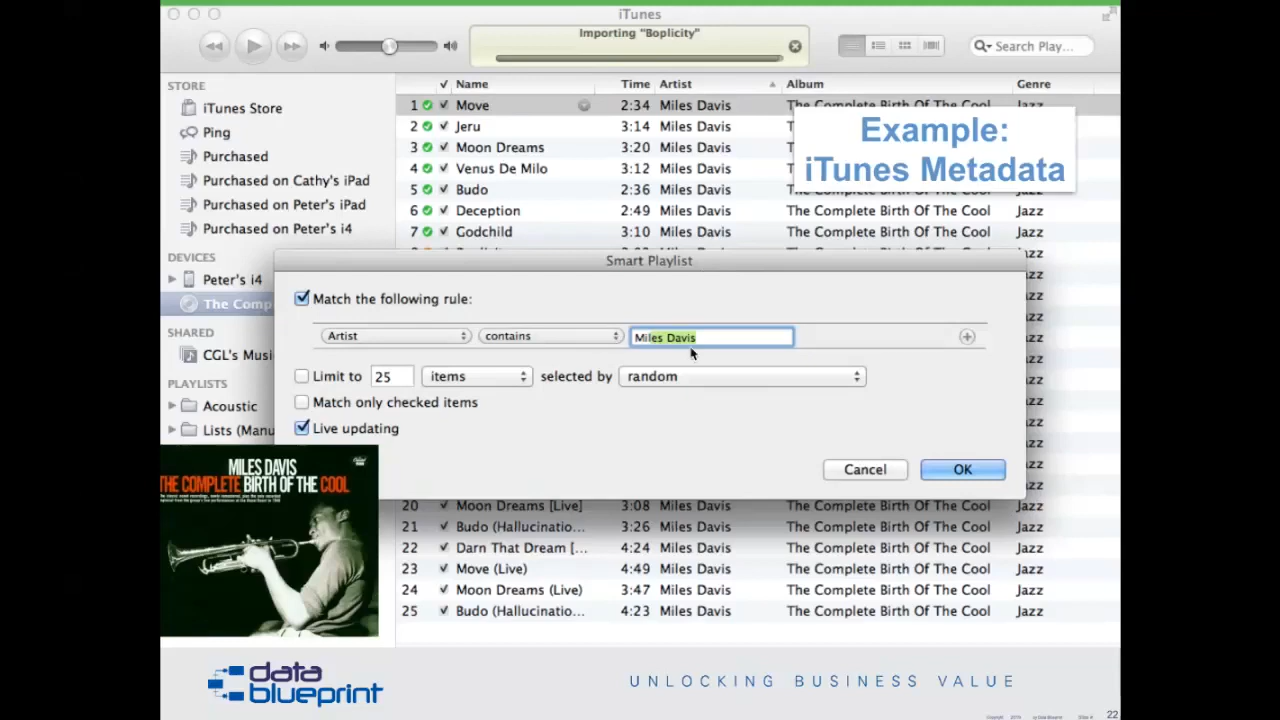 iTunes
Importing "Boplicity"
Search Play...
STORE
iTunes Store
Ping
Purchased
Purchased on Cathy's iPad
Purchased on Peter's iPad
Purchased on Peter's i4
DEVICES
Peter's i4
The Comp
SHARED
CGL's Musi
PLAYLISTS
Acoustic
Lists (Manu
✓ Name Time Artist Album Genre
1 ✓ Move 2:34 Miles Davis The Complete Birth Of The Cool Jazz
2 ✓ Jeru 3:14 Miles Davis
3 ✓ Moon Dreams 3:20 Miles Davis
4 ✓ Venus De Milo 3:12 Miles Davis
5 ✓ Budo 2:36 Miles Davis
6 ✓ Deception 2:49 Miles Davis The Complete Birth Of The Cool Jazz
7 ✓ Godchild 3:10 Miles Davis The Complete Birth Of The Cool Jazz
Example:
iTunes Metadata
Smart Playlist
Match the following rule:
Artist contains Miles Davis
Limit to 25 items selected by random
Match only checked items
Live updating
Cancel OK
20 ✓ Moon Dreams [Live] 3:08 Miles Davis The Complete Birth Of The Cool Jazz
21 ✓ Budo (Hallucinatio... 3:26 Miles Davis The Complete Birth Of The Cool Jazz
22 ✓ Darn That Dream [... 4:24 Miles Davis The Complete Birth Of The Cool Jazz
23 ✓ Move (Live) 4:49 Miles Davis The Complete Birth Of The Cool Jazz
24 ✓ Moon Dreams (Live) 3:47 Miles Davis The Complete Birth Of The Cool Jazz
25 ✓ Budo (Hallucinatio... 4:23 Miles Davis The Complete Birth Of The Cool Jazz
MILES DAVIS
THE COMPLETE BIRTH OF THE COOL
data
blueprint
UNLOCKING BUSINESS VALUE
22